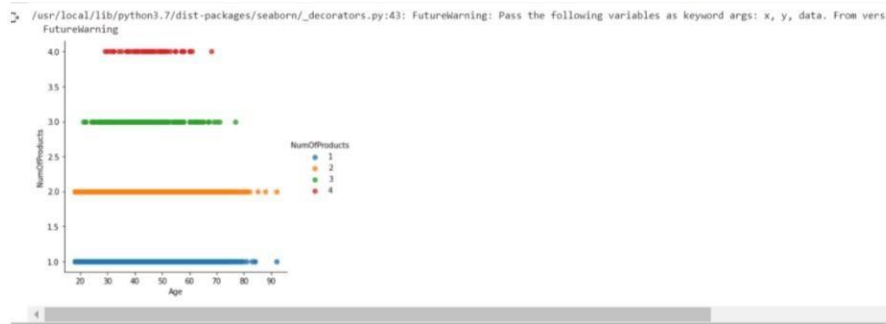 /usr/local/lib/python3.7/dist-packages/seaborn/_decorators.py:43: FutureWarning: Pass the following variables as keyword args: x, y, data. From vers
FutureWarning
4.0
3.5
3.0
2.5
2.0
1.5
1.0
NumOfProducts
20 30 40 50 60 70 80 90
Age
NumOfProducts
1
2
3
4